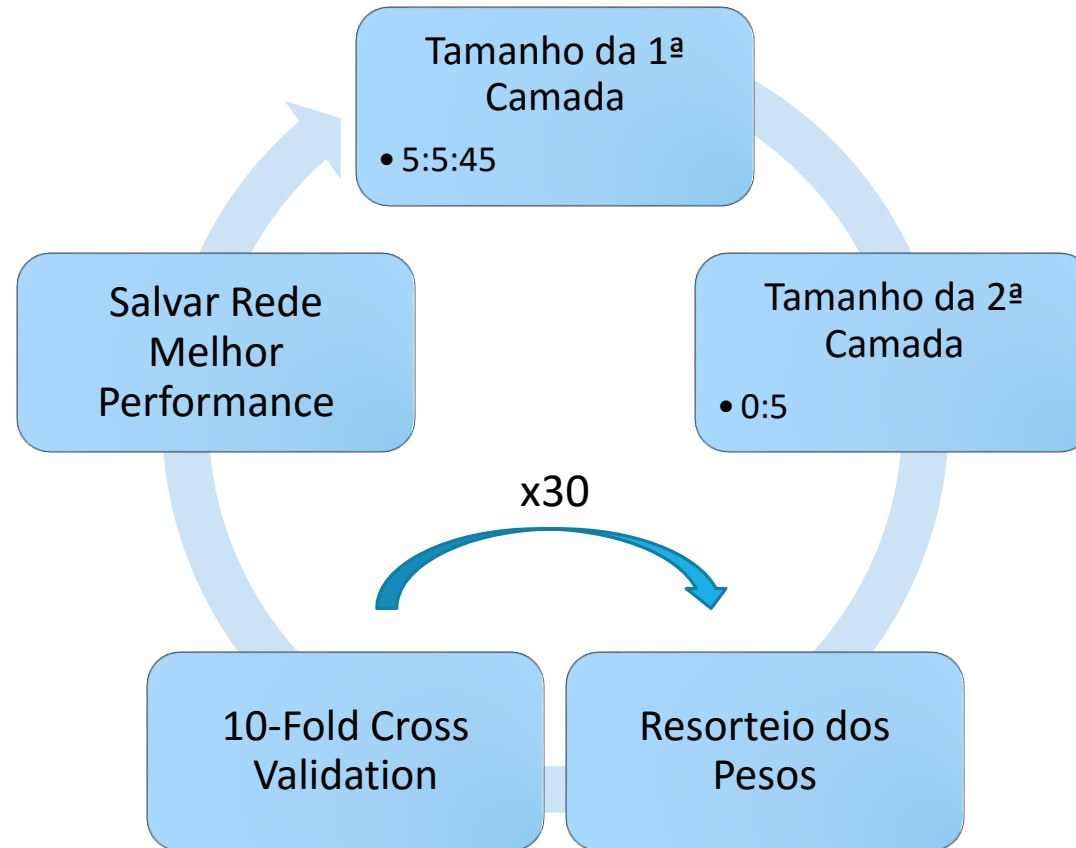 Tamanho da 1ª
Camada
• 5:5:45
Tamanho da 2ª
Camada
• 0:5
Resorteio dos
Pesos
10-Fold Cross
Validation
Salvar Rede
Melhor
Performance
x30